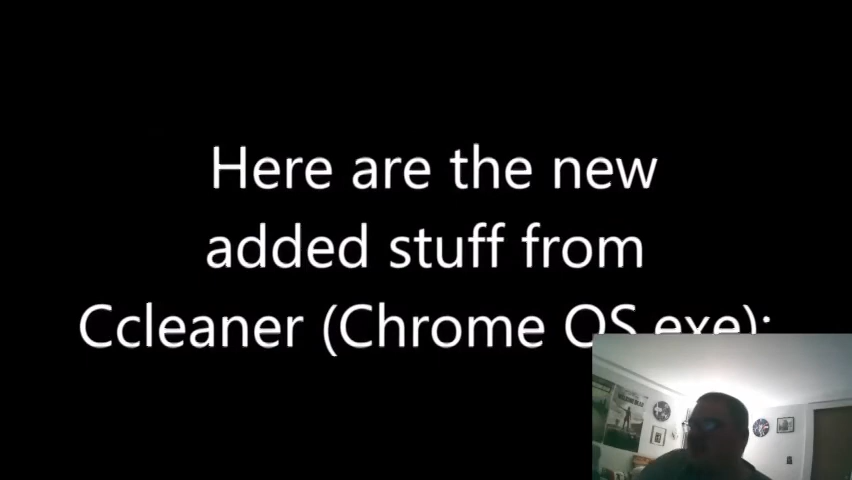 Here are the new
added stuff from
Ccleaner (Chrome OS.exe):